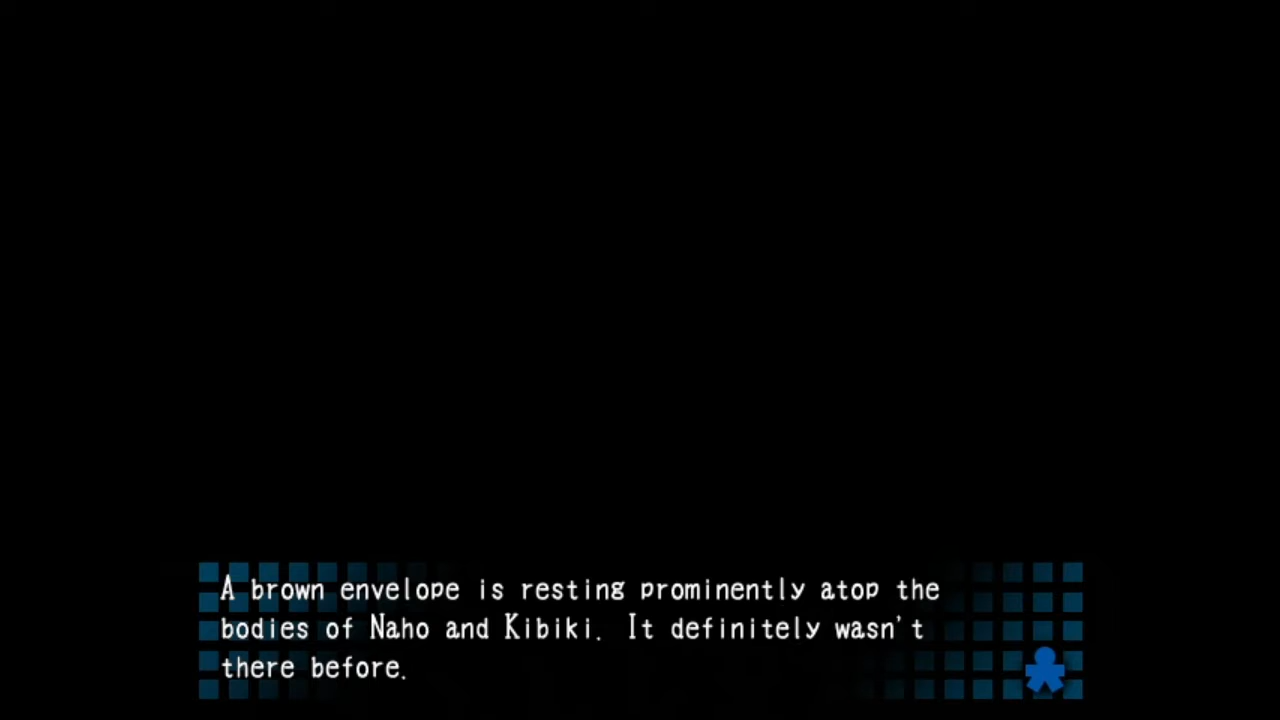 A brown envelope is resting prominently atop the
bodies of Naho and Kibiki. It definitely wasn't
there before.